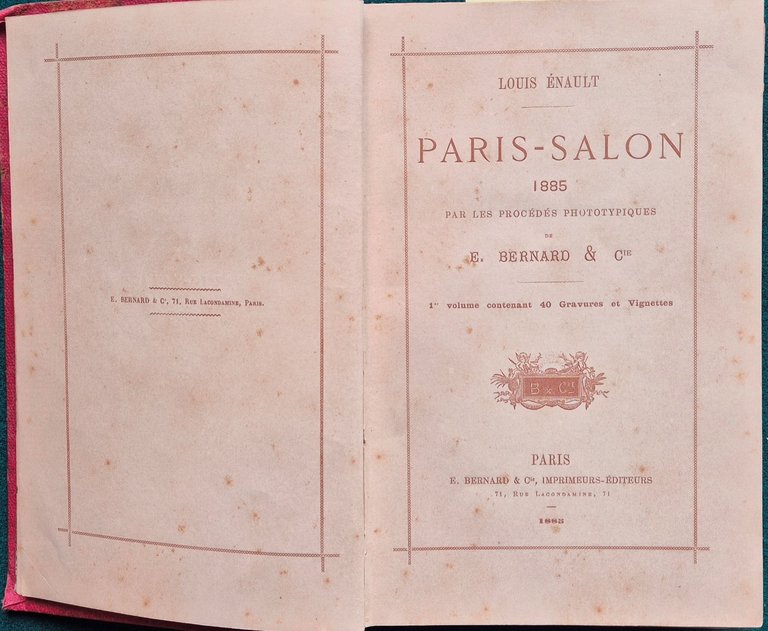 E. BERNARD & Cie, 71, RUE LACONDAMINE, PARIS.
LOUIS ÉNAULT
PARIS-SALON
1885
PAR LES PROCÉDÉS PHOTOTYPIQUES
DE
E. BERNARD & CIE
1er volume contenant 40 Gravures et Vignettes
B & Cie
PARIS
E. BERNARD & Cie, IMPRIMEURS-ÉDITEURS
71, RUE LACONDAMINE, 71
1885